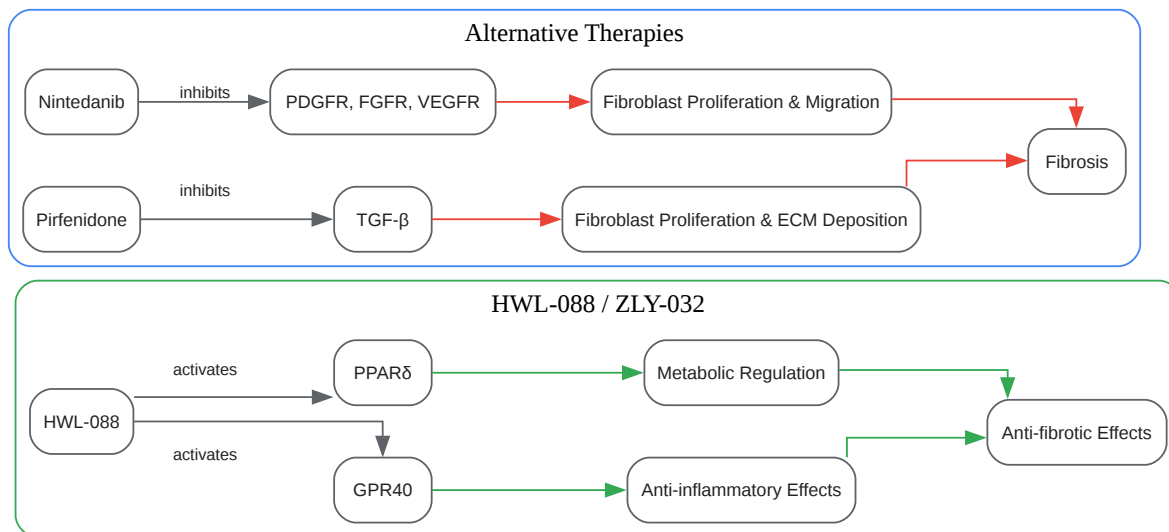 Alternative Therapies
Nintedanib
inhibits
PDGFR, FGFR, VEGFR
Fibroblast Proliferation & Migration
Fibrosis
Pirfenidone
inhibits
TGF-β
Fibroblast Proliferation & ECM Deposition
HWL-088 / ZLY-032
HWL-088
activates
PPARδ
Metabolic Regulation
activates
GPR40
Anti-inflammatory Effects
Anti-fibrotic Effects